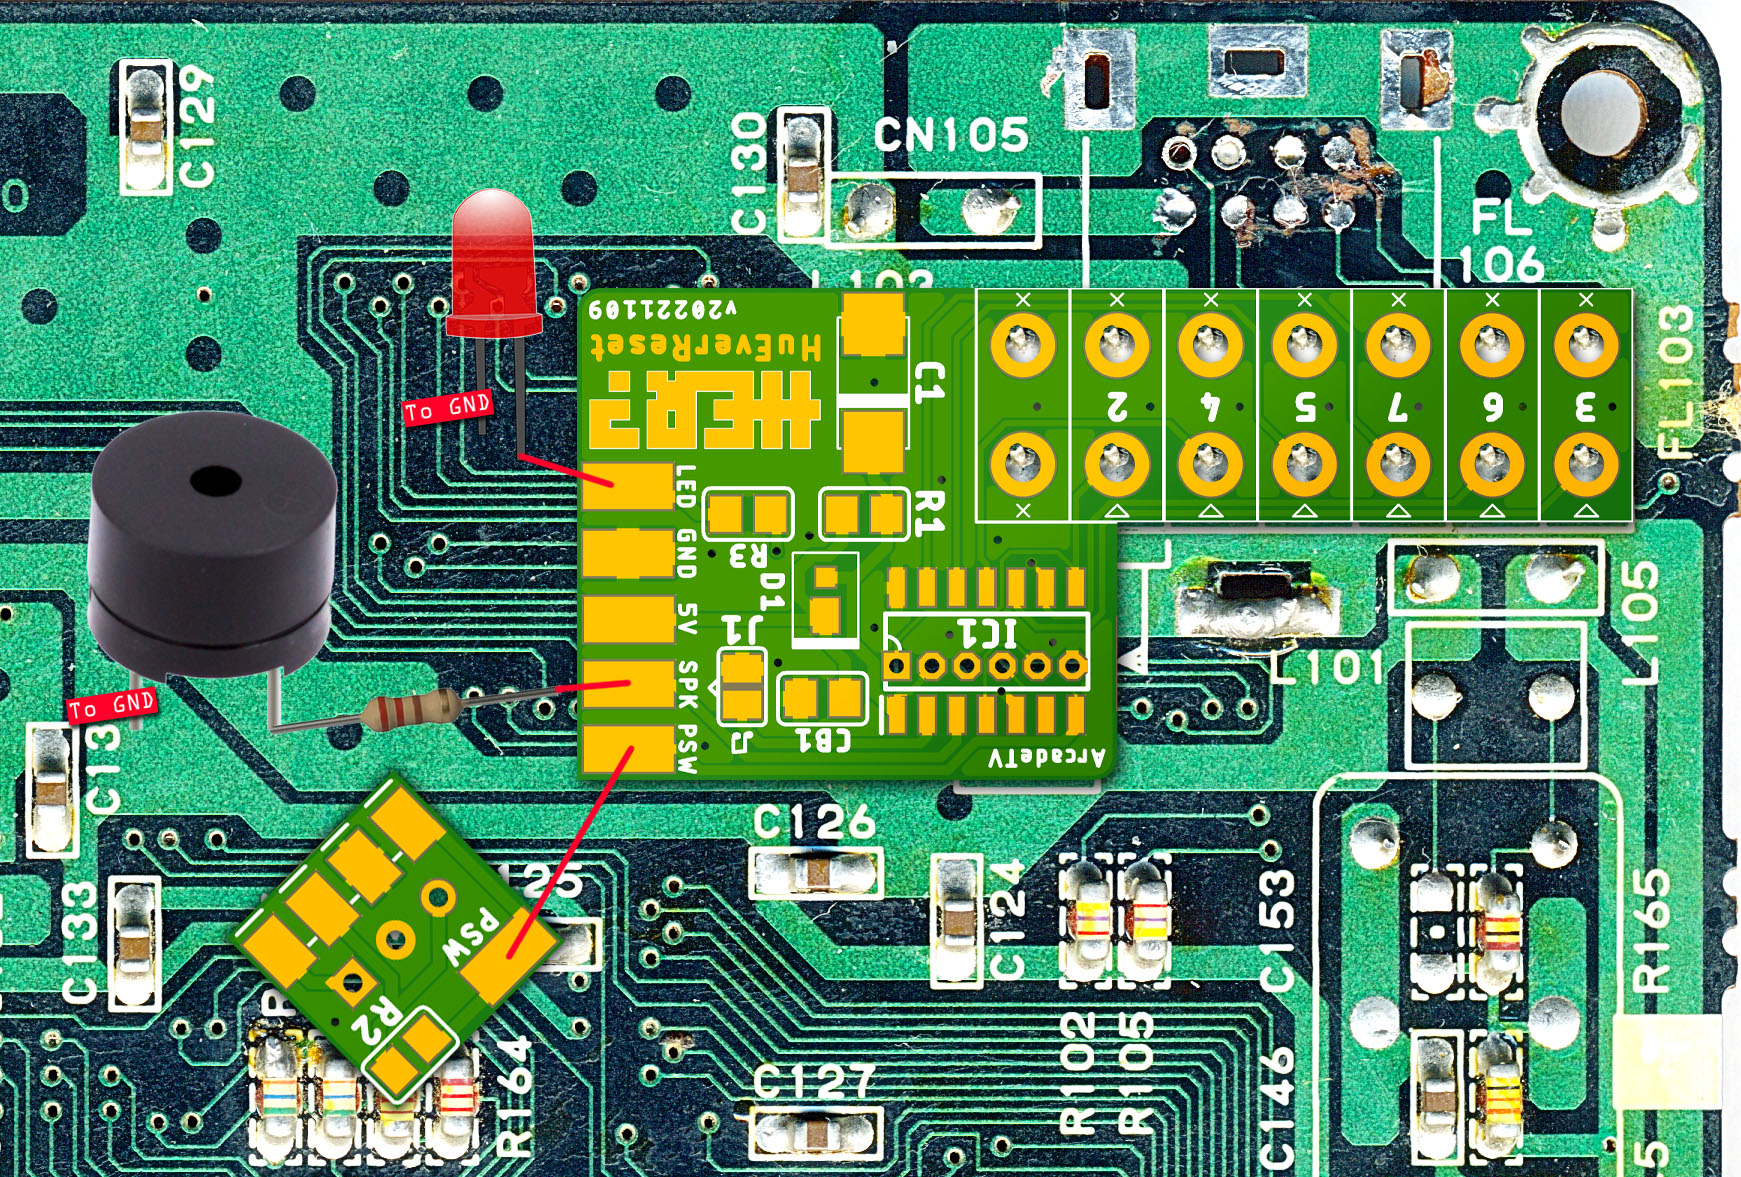 C129
C130
CN105
FL
106
FL103
v20221109
HuEverReset
C1
2
4
5
7
6
3
To GND
LED
GND
5V
SPK
PSW
R3
R1
D1
J1
IC1
CB1
ArcadeTV
L101
L105
To GND
C13
C133
C126
C124
C153
R165
PSW
R2
R164
C127
R102
R105
C146